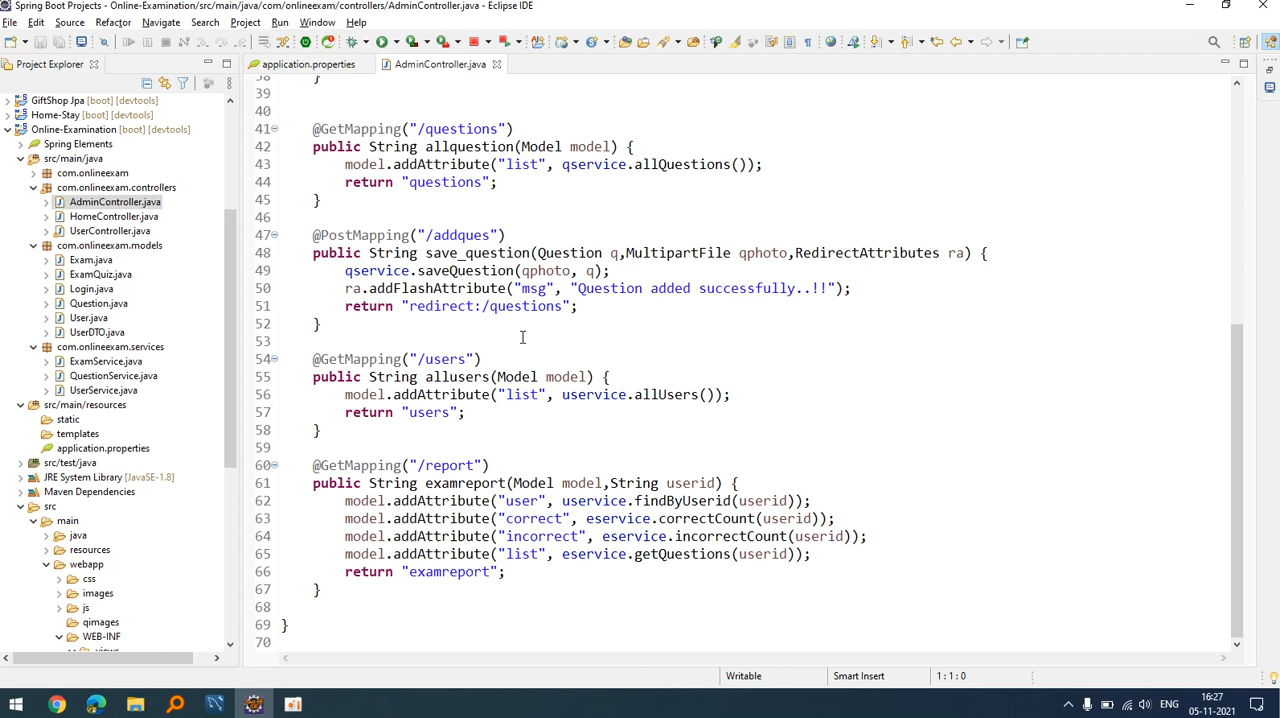 Spring Boot Projects - Online-Examination/src/main/java/com/onlineexam/controllers/AdminController.java - Eclipse IDE
File Edit Source Refactor Navigate Search Project Run Window Help
Project Explorer
application.properties
AdminController.java
GiftShop Jpa [boot] [devtools]
Home-Stay [boot] [devtools]
Online-Examination [boot] [devtools]
Spring Elements
src/main/java
com.onlineexam
com.onlineexam.controllers
AdminController.java
HomeController.java
UserController.java
com.onlineexam.models
Exam.java
ExamQuiz.java
Login.java
Question.java
User.java
UserDTO.java
com.onlineexam.services
ExamService.java
QuestionService.java
UserService.java
src/main/resources
static
templates
application.properties
src/test/java
JRE System Library [JavaSE-1.8]
Maven Dependencies
src
main
java
resources
webapp
css
images
js
qimages
WEB-INF
views
38 }
39
40
41 @GetMapping("/questions")
42 public String allquestion(Model model) {
43 model.addAttribute("list", qservice.allQuestions());
44 return "questions";
45 }
46
47 @PostMapping("/addques")
48 public String save_question(Question q,MultipartFile qphoto,RedirectAttributes ra) {
49 qservice.saveQuestion(qphoto, q);
50 ra.addFlashAttribute("msg", "Question added successfully..!!");
51 return "redirect:/questions";
52 }
53
54 @GetMapping("/users")
55 public String allusers(Model model) {
56 model.addAttribute("list", uservice.allUsers());
57 return "users";
58 }
59
60 @GetMapping("/report")
61 public String examreport(Model model,String userid) {
62 model.addAttribute("user", uservice.findByUserid(userid));
63 model.addAttribute("correct", eservice.correctCount(userid));
64 model.addAttribute("incorrect", eservice.incorrectCount(userid));
65 model.addAttribute("list", eservice.getQuestions(userid));
66 return "examreport";
67 }
68
69 }
70
Writable Smart Insert 1 : 1 : 0
ENG
16:27
05-11-2021